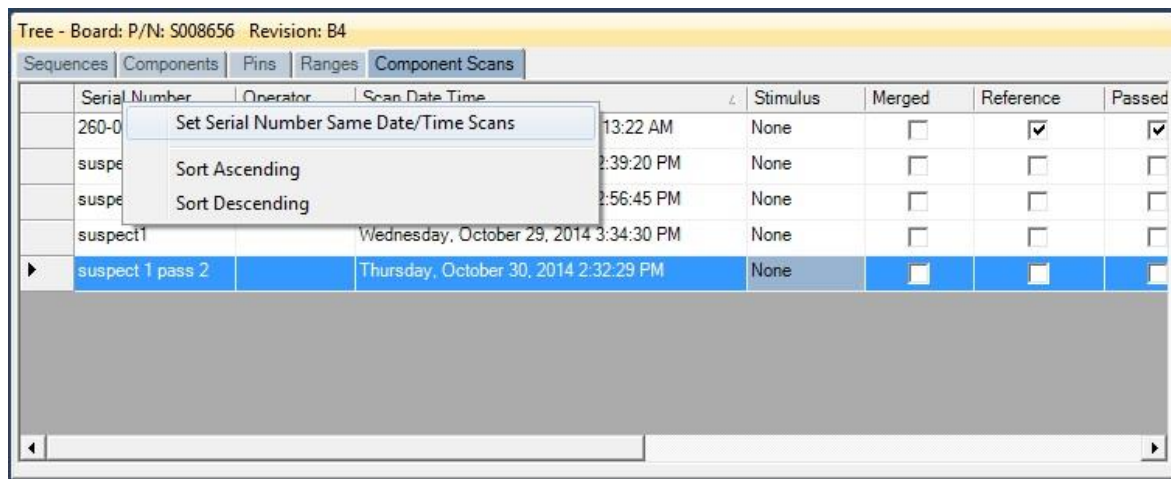 Tree - Board: P/N: S008656 Revision: B4
Sequences Components Pins Ranges Component Scans
Serial Number Operator Scan Date Time Stimulus Merged Reference Passed
260-0 13:22 AM None
Set Serial Number Same Date/Time Scans
suspe 2:39:20 PM None
Sort Ascending
suspe 2:56:45 PM None
Sort Descending
suspect1 Wednesday, October 29, 2014 3:34:30 PM None
suspect 1 pass 2 Thursday, October 30, 2014 2:32:29 PM None